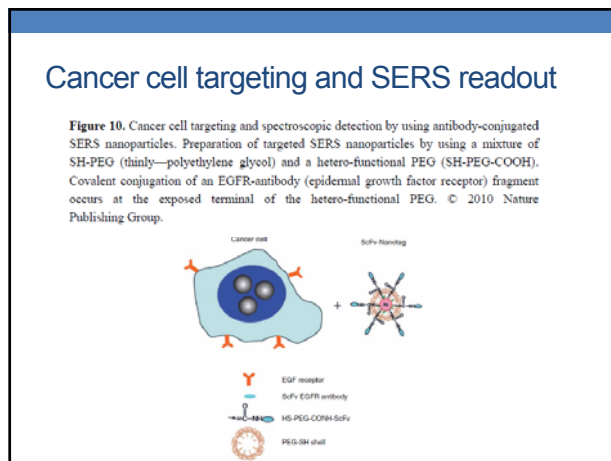 Cancer cell targeting and SERS readout
Figure 10. Cancer cell targeting and spectroscopic detection by using antibody-conjugated
SERS nanoparticles. Preparation of targeted SERS nanoparticles by using a mixture of
SH-PEG (thinly—polyethylene glycol) and a hetero-functional PEG (SH-PEG-COOH).
Covalent conjugation of an EGFR-antibody (epidermal growth factor receptor) fragment
occurs at the exposed terminal of the hetero-functional PEG. © 2010 Nature
Publishing Group.
Cancer cell
ScFv-Nanotag
+
EGF receptor
ScFv EGFR antibody
O
C NH
HS-PEG-CONH-ScFv
PEG-SH shell